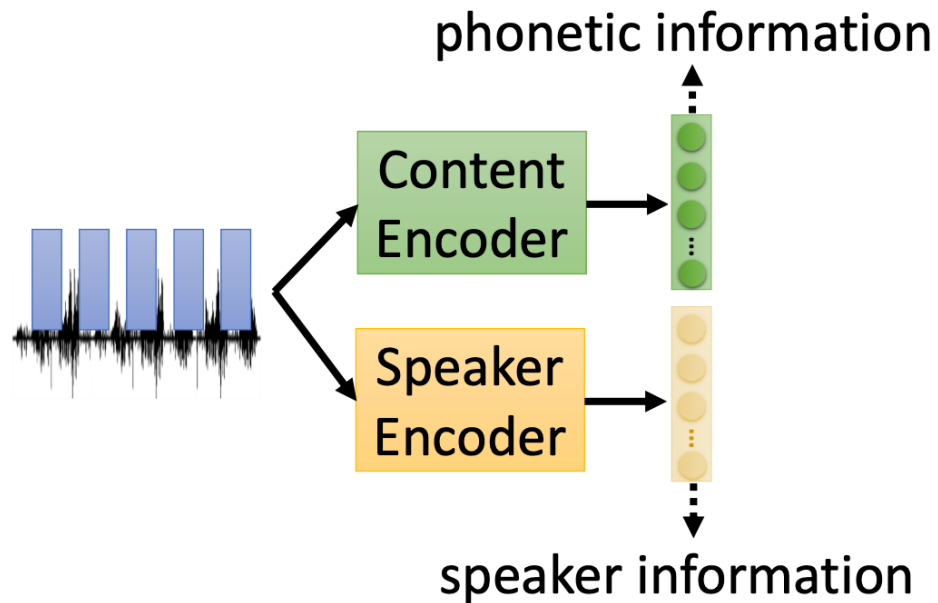 phonetic information
Content
Encoder
Speaker
Encoder
speaker information